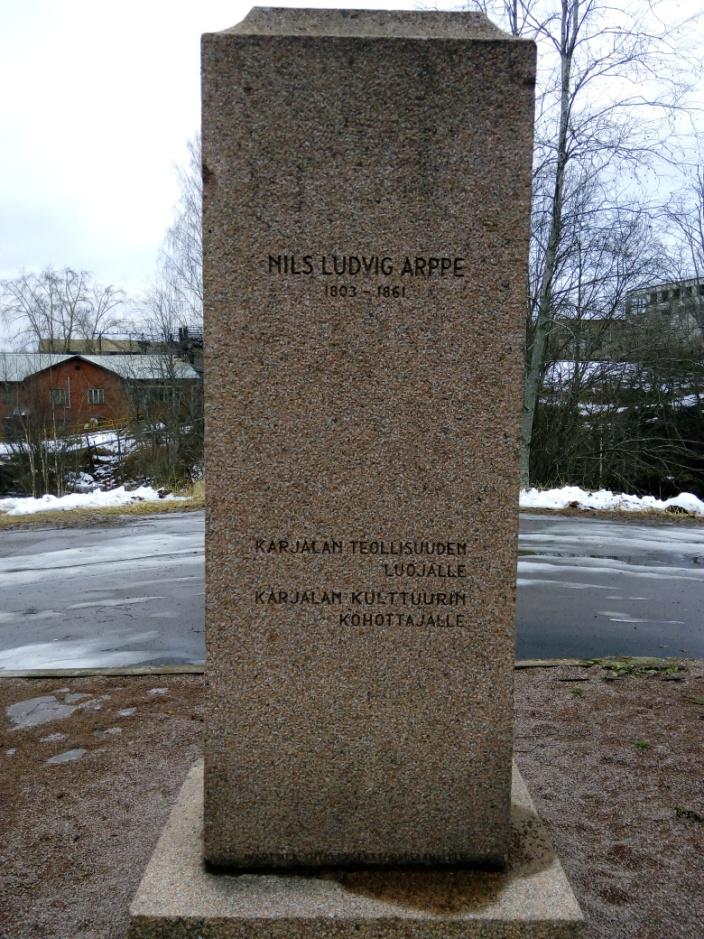 NILS LUDVIG ARPPE
1803 – 1861
KARJALAN TEOLLISUUDEN
LUOJALLE
KARJALAN KULTTUURIN
KOHOTTAJALLE